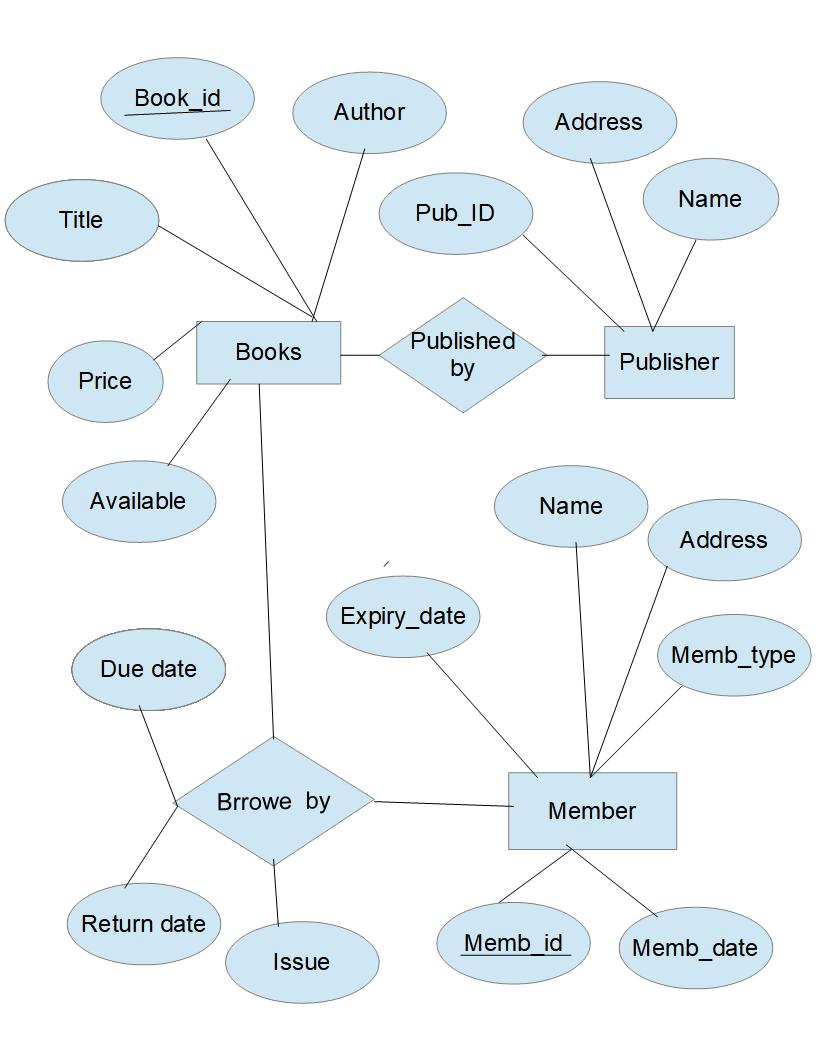 Book_id
Author
Address
Name
Pub_ID
Title
Books
Published
by
Publisher
Price
Available
Name
Address
Expiry_date
Memb_type
Due date
Brrowe by
Member
Return date
Issue
Memb_id
Memb_date